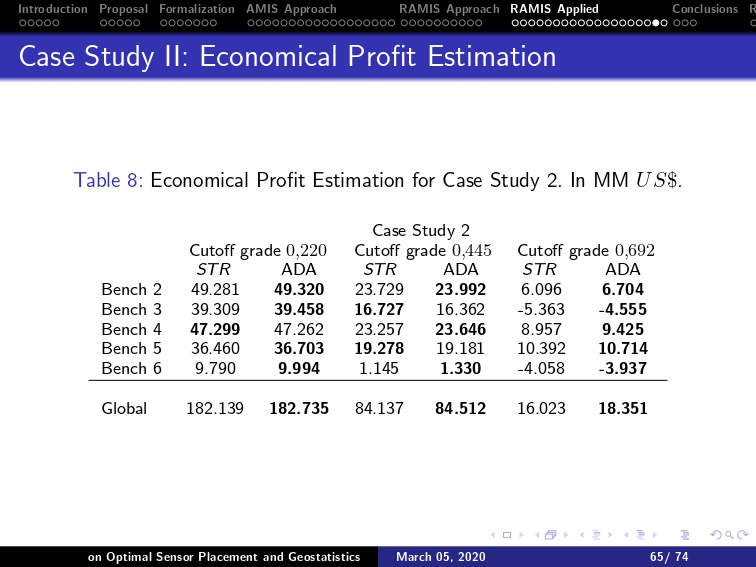 Introduction Proposal Formalization AMIS Approach RAMIS Approach RAMIS Applied Conclusions R
Case Study II: Economical Profit Estimation
Table 8: Economical Profit Estimation for Case Study 2. In MM US$.
Case Study 2
Cutoff grade 0,220 Cutoff grade 0,445 Cutoff grade 0,692
STR ADA STR ADA STR ADA
Bench 2 49.281 49.320 23.729 23.992 6.096 6.704
Bench 3 39.309 39.458 16.727 16.362 -5.363 -4.555
Bench 4 47.299 47.262 23.257 23.646 8.957 9.425
Bench 5 36.460 36.703 19.278 19.181 10.392 10.714
Bench 6 9.790 9.994 1.145 1.330 -4.058 -3.937
Global 182.139 182.735 84.137 84.512 16.023 18.351
on Optimal Sensor Placement and Geostatistics March 05, 2020 65/ 74